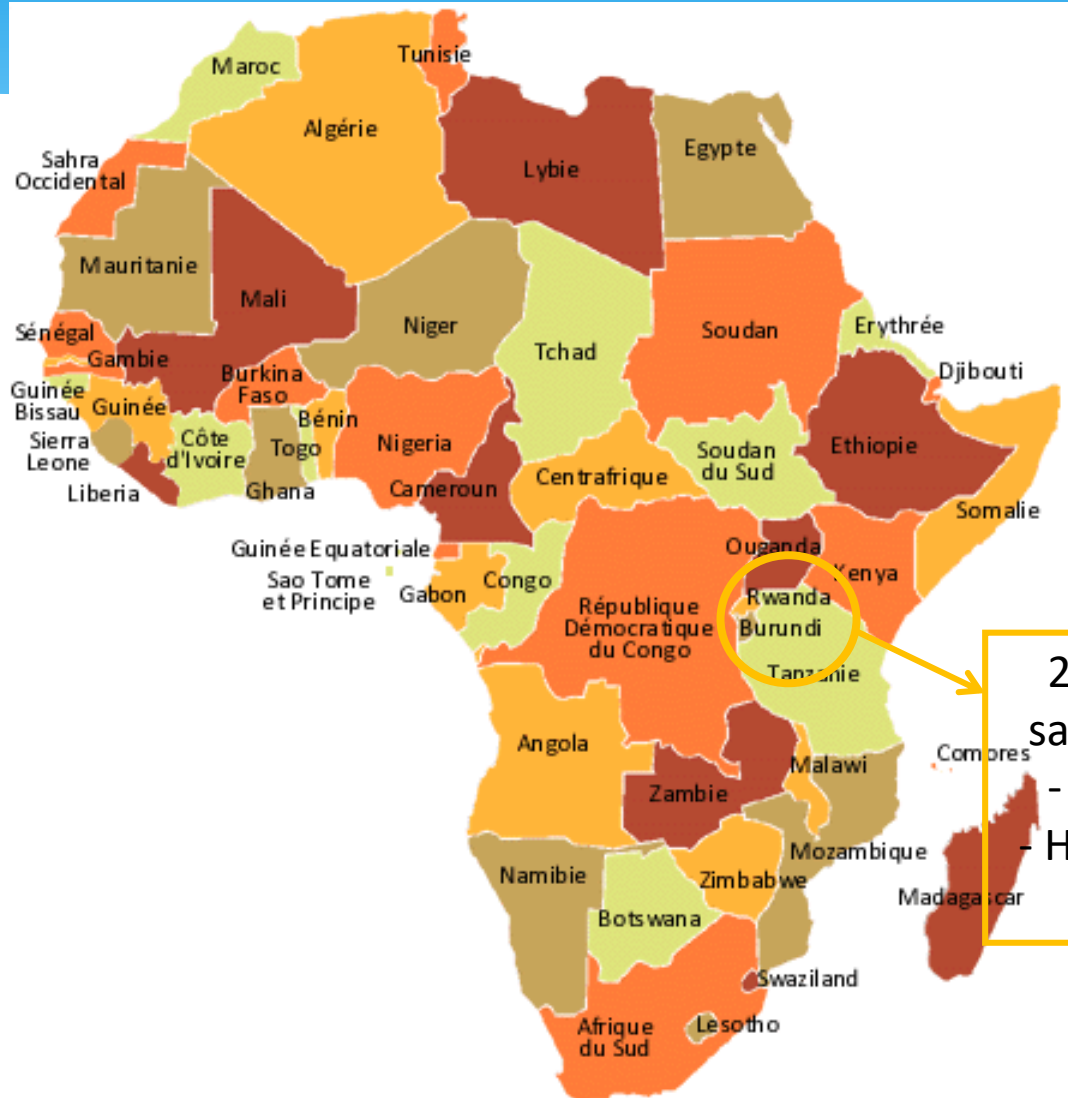 Maroc
Tunisie
Algérie
Lybie
Egypte
Sahra
Occidental
Mauritanie
Mali
Niger
Tchad
Soudan
Erythrée
Djibouti
Sénégal
Gambie
Burkina
Faso
Guinée
Bissau
Guinée
Bénin
Sierra
Leone
Côte
d'Ivoire
Togo
Nigeria
Liberia
Ghana
Cameroun
Centrafrique
Soudan
du Sud
Ethiopie
Somalie
Guinée Equatoriale
Sao Tome
et Principe
Gabon
Congo
Ouganda
Kenya
République
Démocratique
du Congo
Rwanda
Burundi
Tanzanie
2
sa
-
- H
Angola
Zambie
Malawi
Comores
Mozambique
Madagascar
Namibie
Zimbabwe
Botswana
Swaziland
Lesotho
Afrique
du Sud